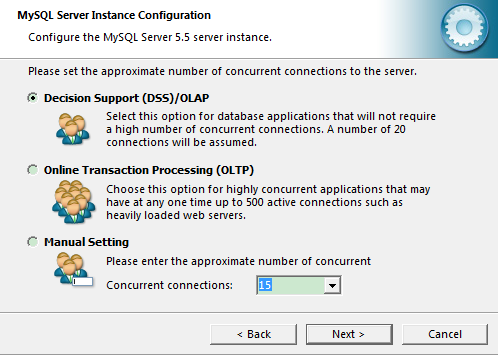 MySQL Server Instance Configuration
Configure the MySQL Server 5.5 server instance.
Please set the approximate number of concurrent connections to the server.
Decision Support (DSS)/OLAP
Select this option for database applications that will not require
a high number of concurrent connections. A number of 20
connections will be assumed.
Online Transaction Processing (OLTP)
Choose this option for highly concurrent applications that may
have at any one time up to 500 active connections such as
heavily loaded web servers.
Manual Setting
Please enter the approximate number of concurrent
Concurrent connections: 15
< Back Next > Cancel